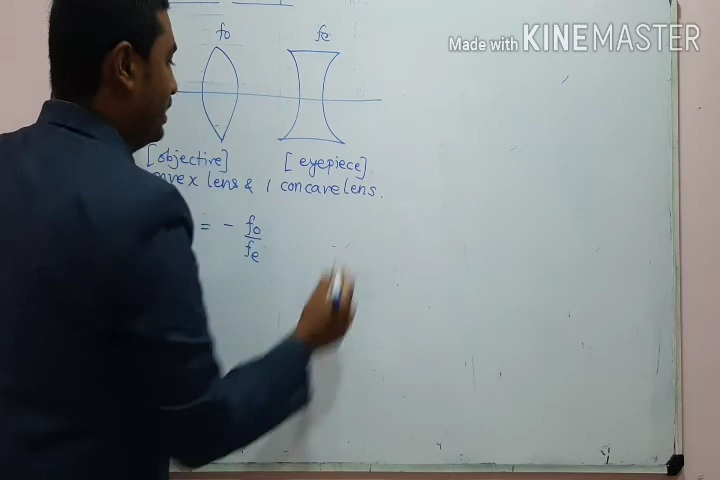 Made with KINEMASTER
fo fe
[objective] [eyepiece]
lens & 1 concave lens.
= - fo/fe